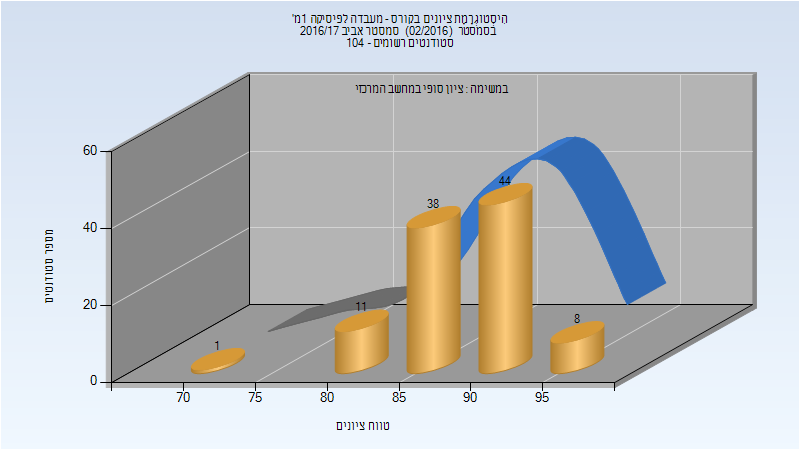 היסטוגרמת ציונים בקורס - מעבדה לפיסיקה 1מ'
בסמסטר (02/2016) סמסטר אביב 2016/17
סטודנטים רשומים - 104
במשימה : ציון סופי במחשב המרכזי
60
40
20
0
מספר סטודנטים
1
11
38
44
8
70
75
80
85
90
95
טווח ציונים